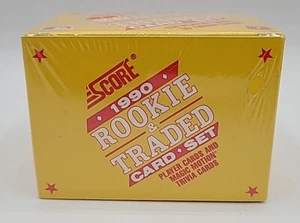 SCORE
1990
ROOKIE
&
TRADED
CARD • SET
PLAYER CARDS AND
MAGIC MOTION
TRIVIA CARDS